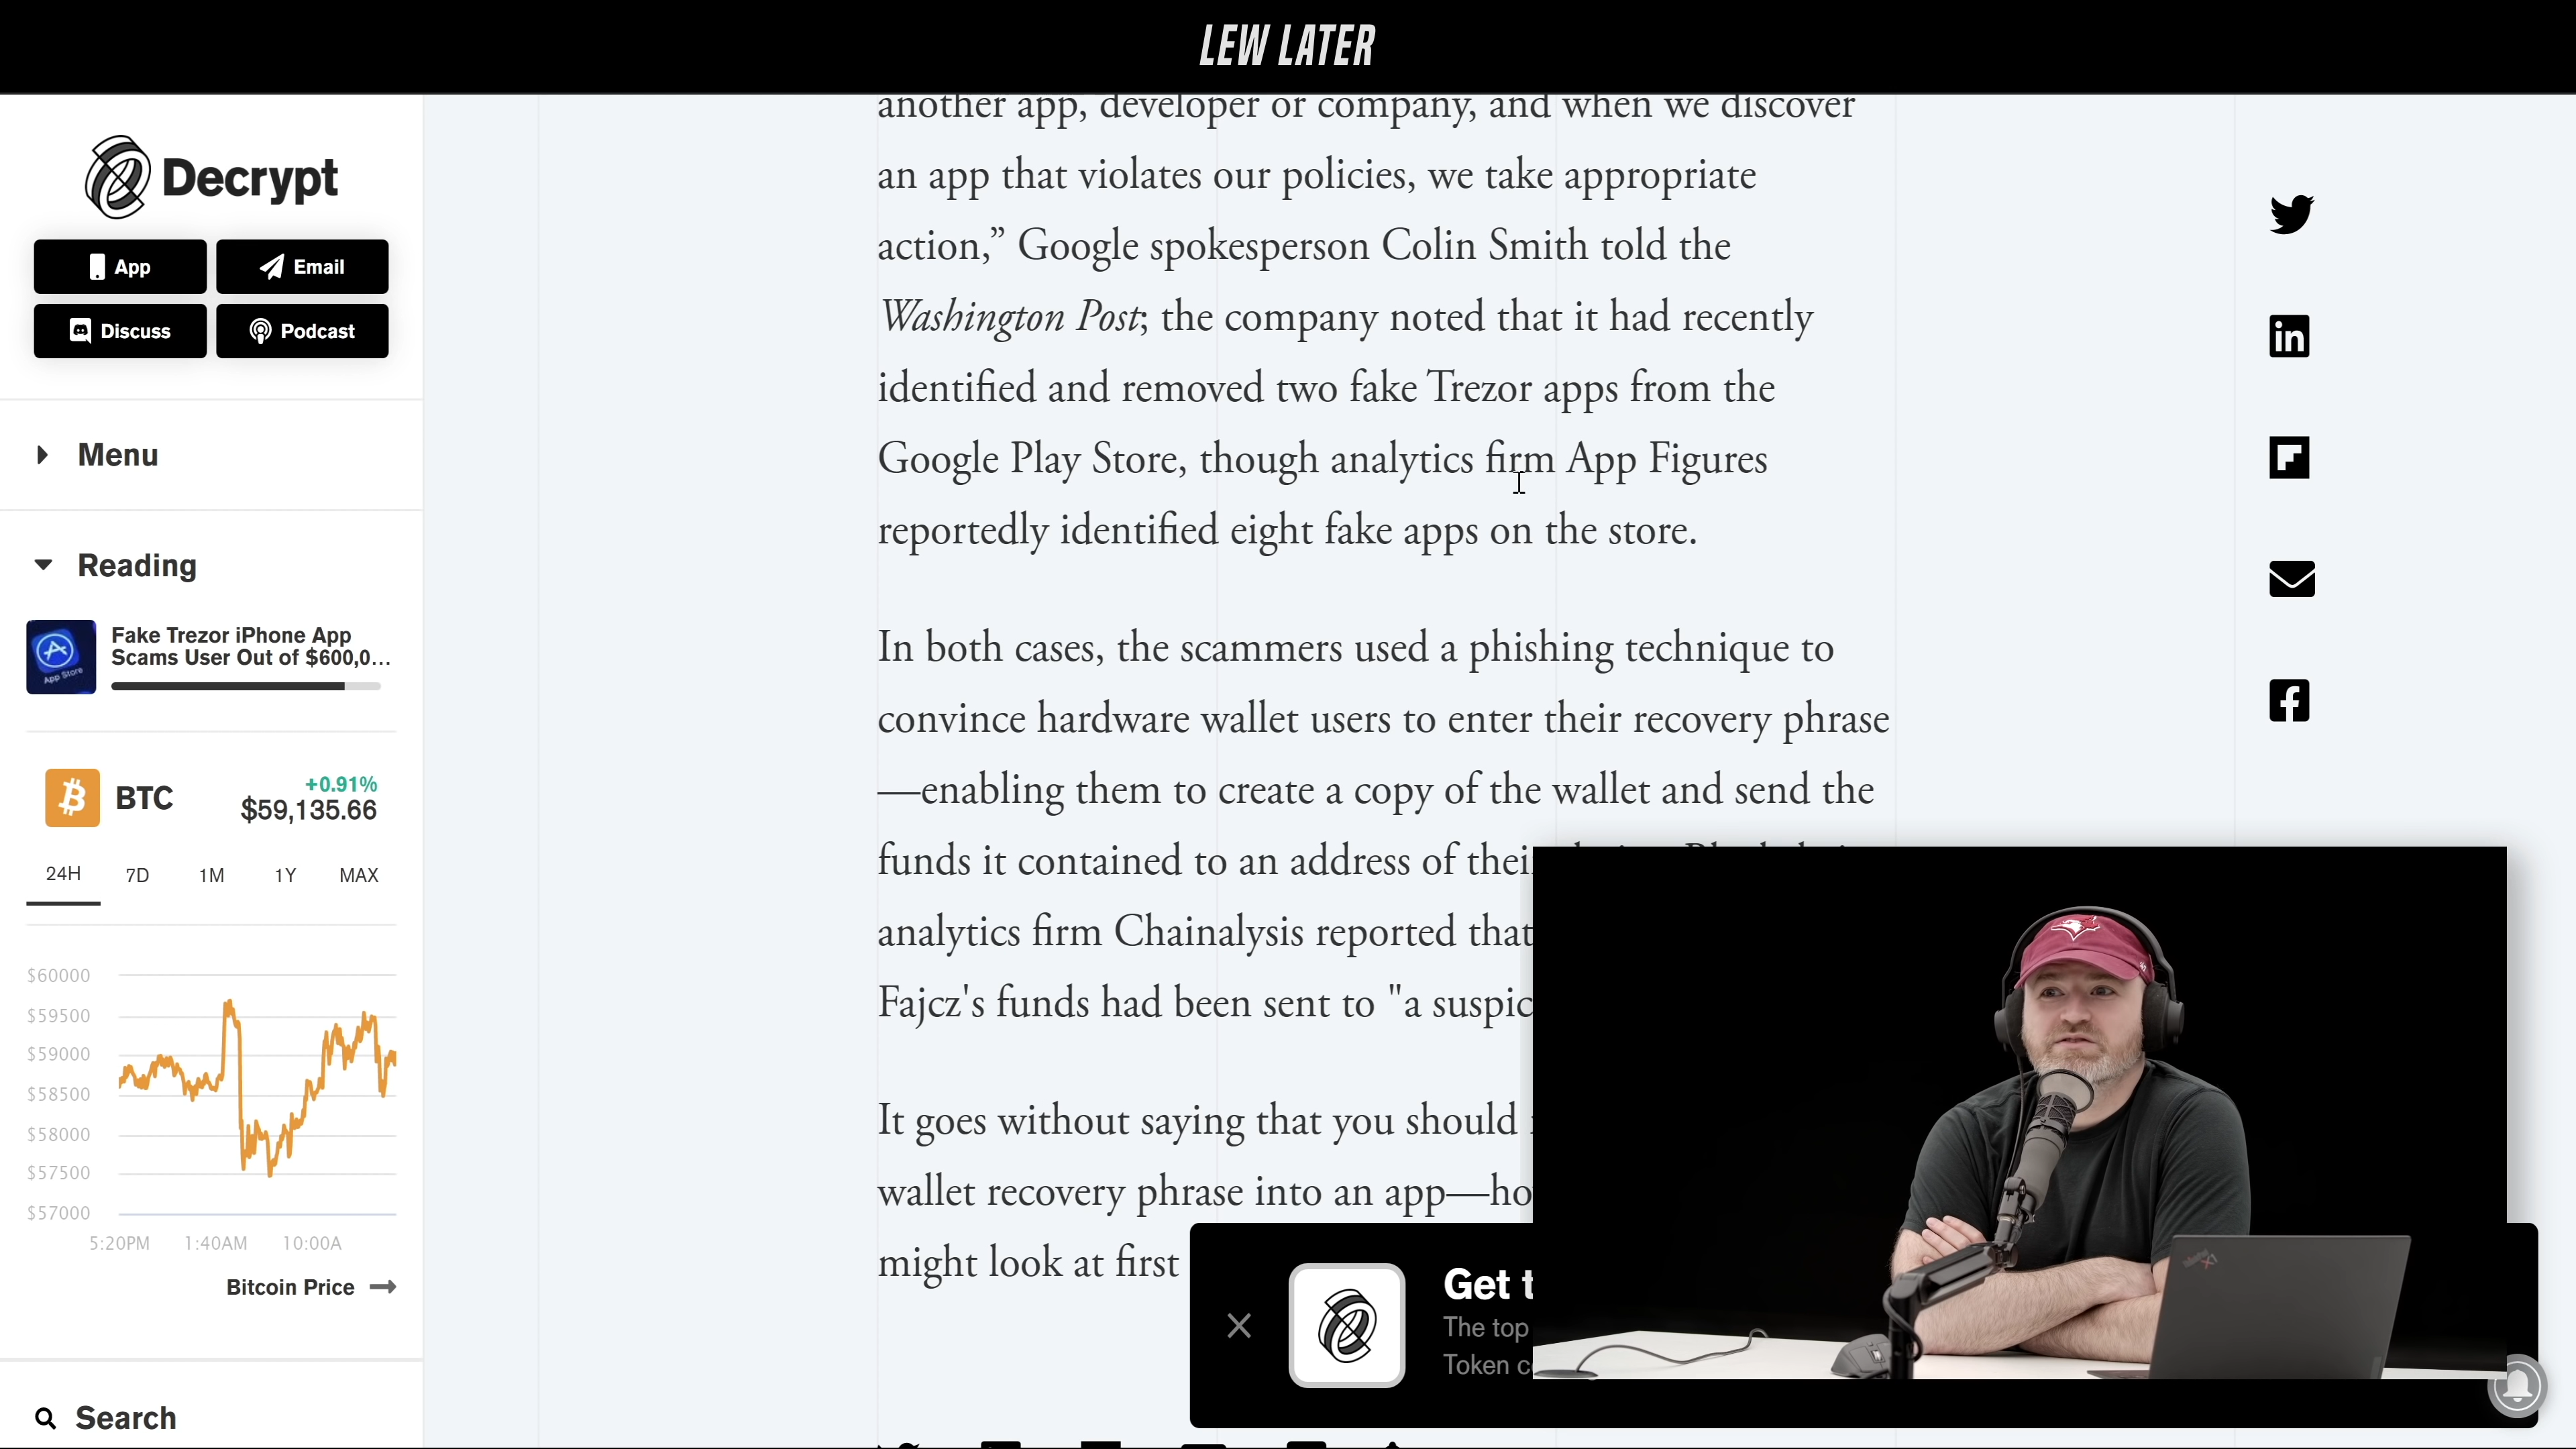 LEW LATER
Decrypt
App
Email
Discuss
Podcast
Menu
Reading
Fake Trezor iPhone App
Scams User Out of $600,0...
App Store
BTC
+0.91%
$59,135.66
24H 7D 1M 1Y MAX
$60000
$59500
$59000
$58500
$58000
$57500
$57000
5:20PM 1:40AM 10:00A
Bitcoin Price
Search
another app, developer or company, and when we discover
an app that violates our policies, we take appropriate
action,” Google spokesperson Colin Smith told the
Washington Post; the company noted that it had recently
identified and removed two fake Trezor apps from the
Google Play Store, though analytics firm App Figures
reportedly identified eight fake apps on the store.
In both cases, the scammers used a phishing technique to
convince hardware wallet users to enter their recovery phrase
—enabling them to create a copy of the wallet and send the
funds it contained to an address of thei
analytics firm Chainalysis reported that
Fajcz's funds had been sent to "a suspic
It goes without saying that you should
wallet recovery phrase into an app—ho
might look at first
Get t
The top
Token c